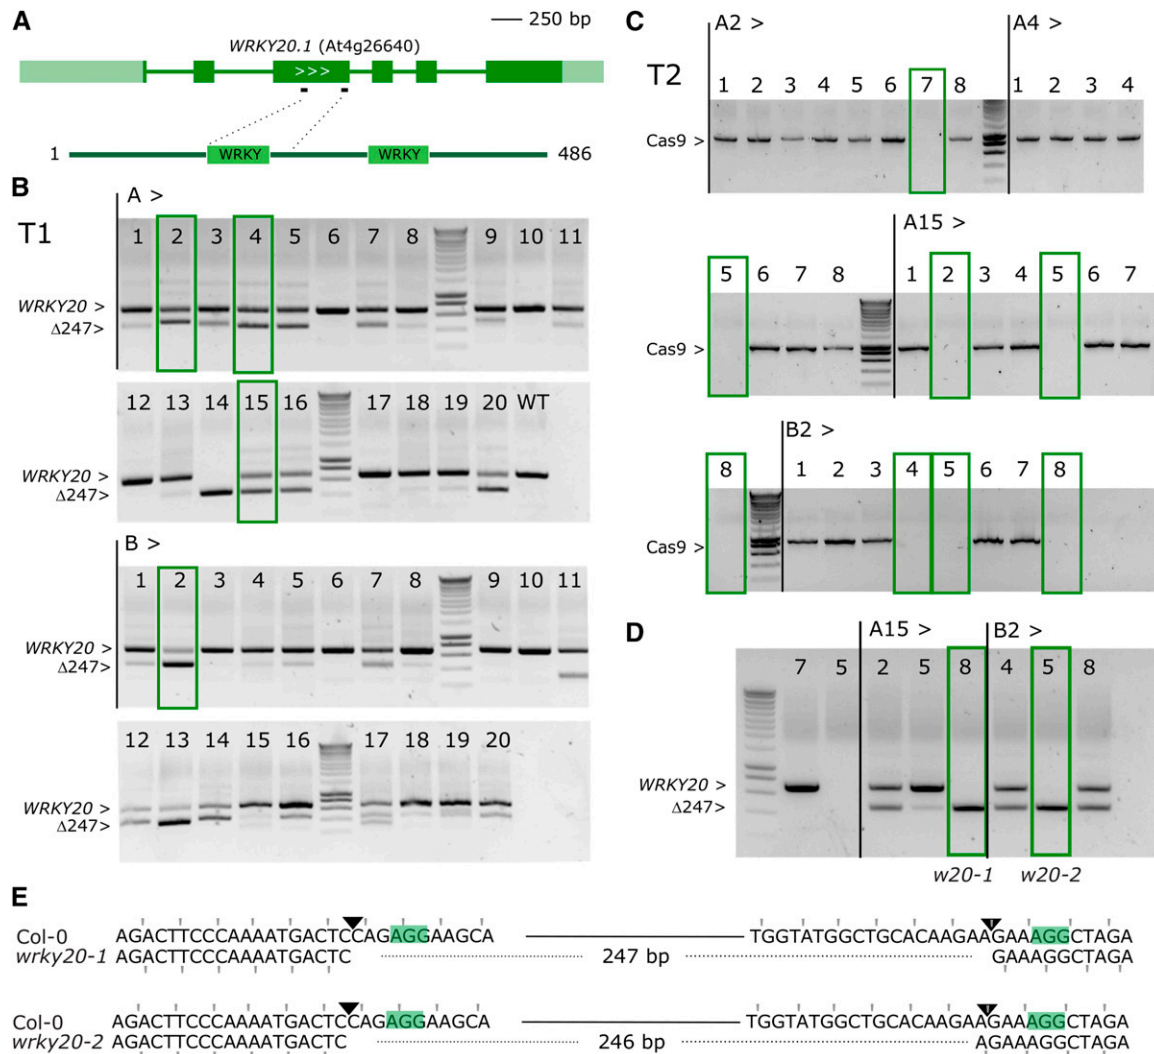 A
250 bp
WRKY20.1 (At4g26640)
>>>
1 WRKY WRKY 486
B
A >
T1
1 2 3 4 5 6 7 8 9 10 11
WRKY20 >
Δ247>
12 13 14 15 16 17 18 19 20 WT
WRKY20 >
Δ247>
B >
1 2 3 4 5 6 7 8 9 10 11
WRKY20 >
Δ247>
12 13 14 15 16 17 18 19 20
WRKY20 >
Δ247>
C
A2 > A4 >
T2
1 2 3 4 5 6 7 8 1 2 3 4
Cas9 >
A15 >
5 6 7 8 1 2 3 4 5 6 7
Cas9 >
B2 >
8 1 2 3 4 5 6 7 8
Cas9 >
D
A15 > B2 >
7 5 2 5 8 4 5 8
WRKY20 >
Δ247>
w20-1 w20-2
E
Col-0 AGACTTCCCAAAATGACTCCAGAGGAAGCA TGGTATGGCTGCACAAGAAGAAAGGCTAGA
wrky20-1 AGACTTCCCAAAATGACTC 247 bp GAAAGGCTAGA
Col-0 AGACTTCCCAAAATGACTCCAGAGGAAGCA TGGTATGGCTGCACAAGAAGAAAGGCTAGA
wrky20-2 AGACTTCCCAAAATGACTC 246 bp AGAAAGGCTAGA